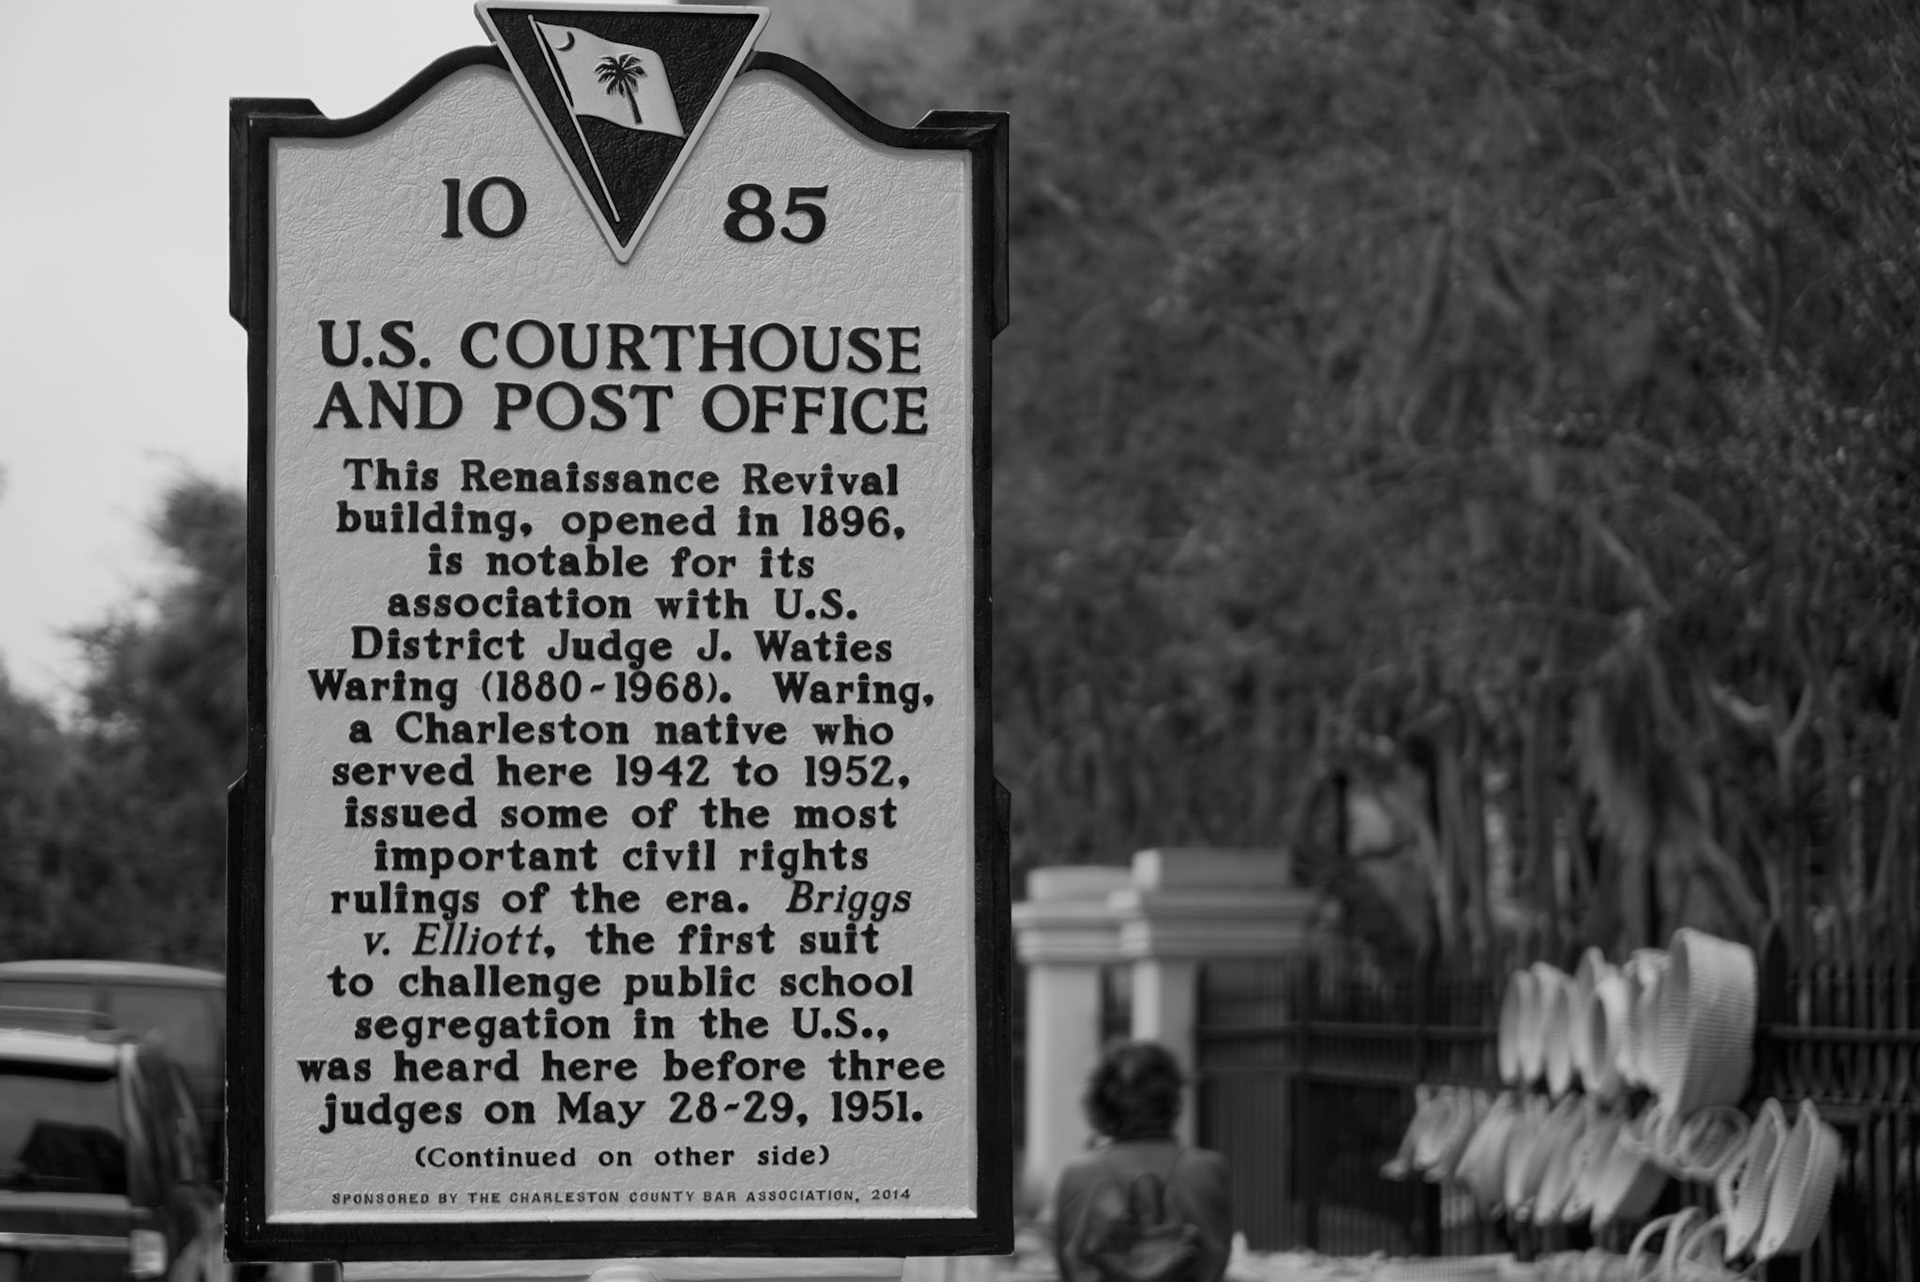 10 85
U.S. COURTHOUSE
AND POST OFFICE
This Renaissance Revival
building, opened in 1896,
is notable for its
association with U.S.
District Judge J. Waties
Waring (1880-1968). Waring,
a Charleston native who
served here 1942 to 1952,
issued some of the most
important civil rights
rulings of the era. Briggs
v. Elliott, the first suit
to challenge public school
segregation in the U.S.,
was heard here before three
judges on May 28-29, 1951.
(Continued on other side)
SPONSORED BY THE CHARLESTON COUNTY BAR ASSOCIATION, 2014